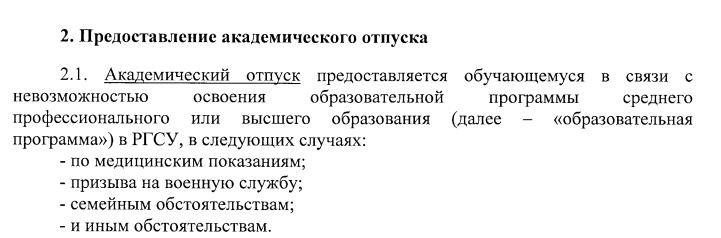 2. Предоставление академического отпуска
2.1. Академический отпуск предоставляется обучающемуся в связи с
невозможностью освоения образовательной программы среднего
профессионального или высшего образования (далее – «образовательная
программа») в РГСУ, в следующих случаях:
- по медицинским показаниям;
- призыва на военную службу;
- семейным обстоятельствам;
- и иным обстоятельствам.